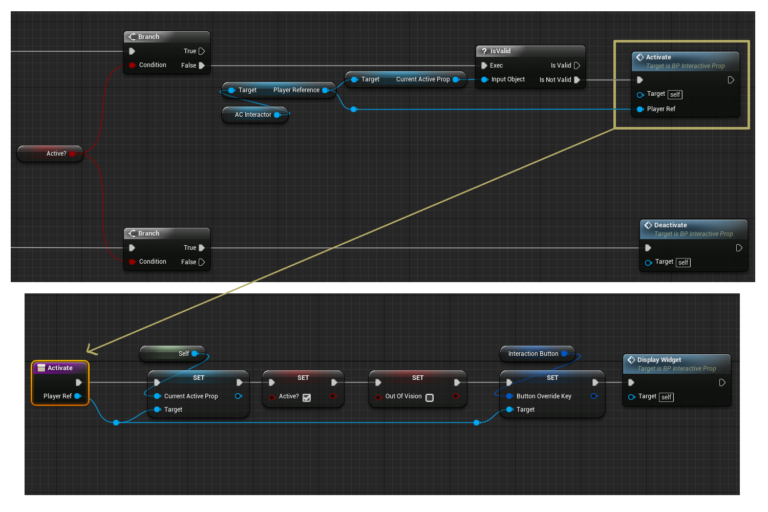 Branch
True
Condition
False
IsValid
Exec
Is Valid
Input Object
Is Not Valid
Activate
Target is BP Interactive Prop
Target
self
Player Ref
Target
Current Active Prop
Target
Player Reference
AC Interactor
Active?
Branch
True
Condition
False
Deactivate
Target is BP Interactive Prop
Target
self
Activate
Player Ref
Self
SET
Current Active Prop
Target
SET
Active?
SET
Out Of Vision
Interaction Button
SET
Button Override Key
Target
Display Widget
Target is BP Interactive Prop
Target
self